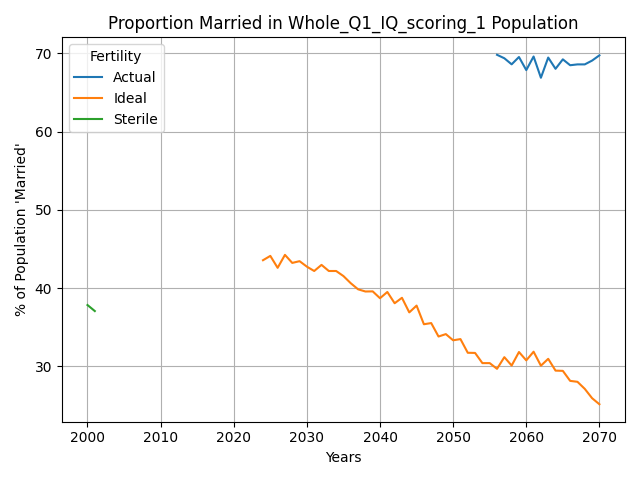 Proportion Married in Whole_Q1_IQ_scoring_1 Population
% of Population 'Married'
70
60
50
40
30
Fertility
Actual
Ideal
Sterile
2000 2010 2020 2030 2040 2050 2060 2070
Years